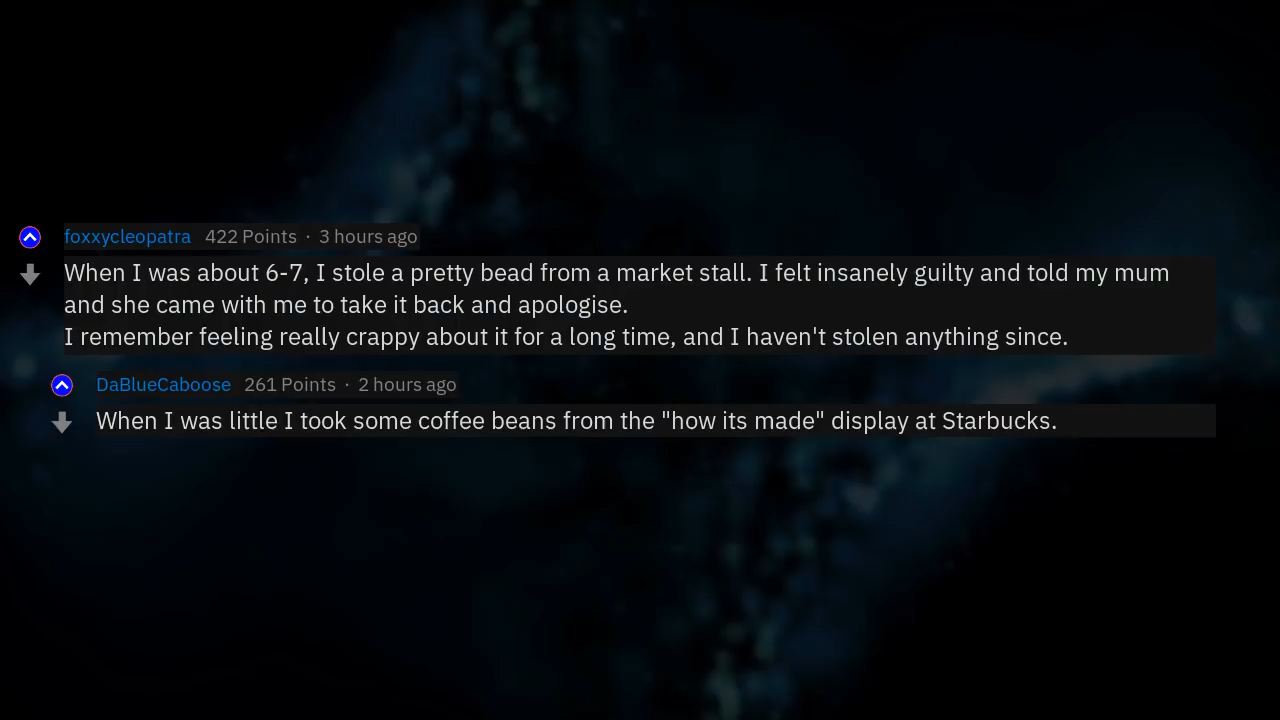 foxxycleopatra 422 Points · 3 hours ago
When I was about 6-7, I stole a pretty bead from a market stall. I felt insanely guilty and told my mum
and she came with me to take it back and apologise.
I remember feeling really crappy about it for a long time, and I haven't stolen anything since.
DaBlueCaboose 261 Points · 2 hours ago
When I was little I took some coffee beans from the "how its made" display at Starbucks.